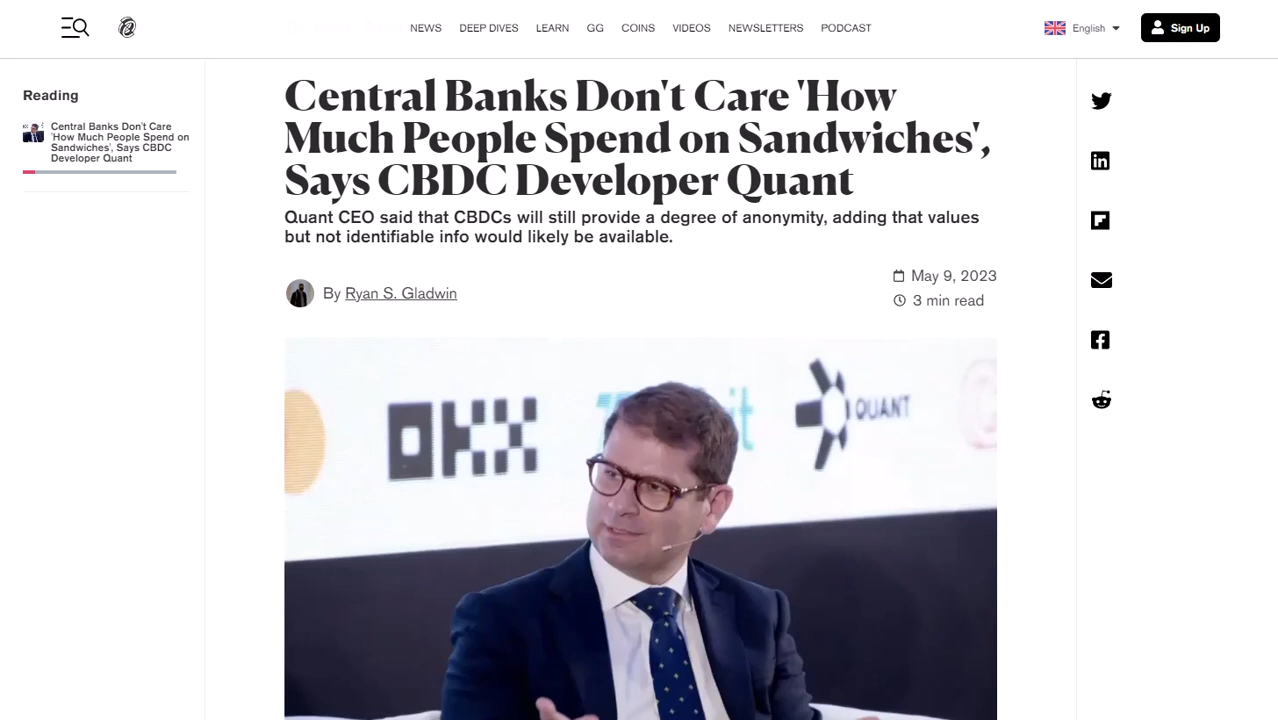 NEWS DEEP DIVES LEARN GG COINS VIDEOS NEWSLETTERS PODCAST English Sign Up
Reading
Central Banks Don't Care
'How Much People Spend on
Sandwiches', Says CBDC
Developer Quant
Central Banks Don't Care 'How
Much People Spend on Sandwiches',
Says CBDC Developer Quant
Quant CEO said that CBDCs will still provide a degree of anonymity, adding that values
but not identifiable info would likely be available.
By Ryan S. Gladwin
May 9, 2023
3 min read
OKX
QUANT